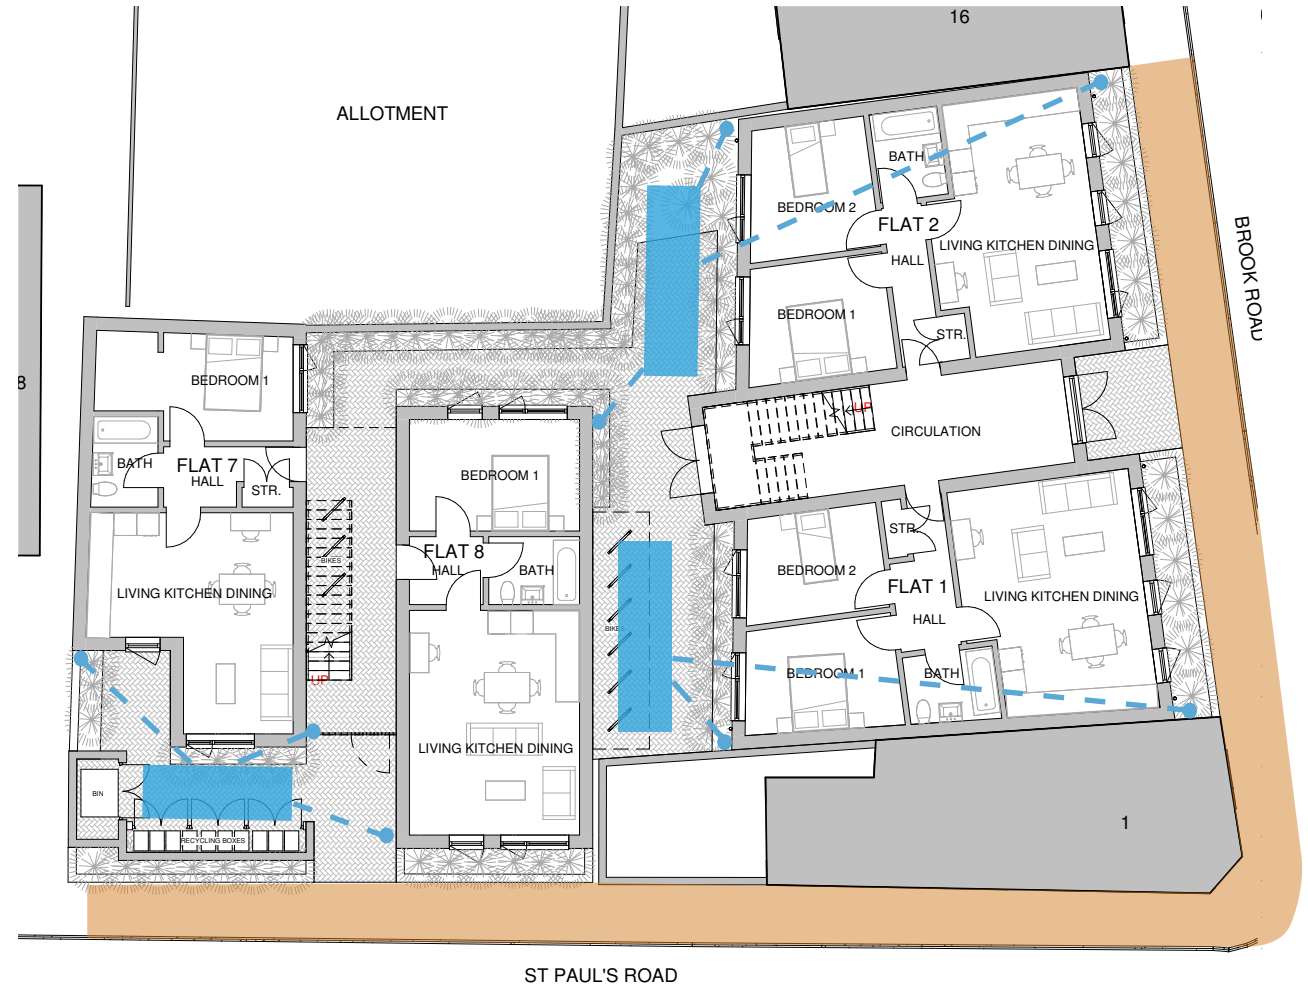 16
ALLOTMENT
BATH
BEDROOM 2
FLAT 2
BROOK ROAD
LIVING KITCHEN DINING
HALL
BEDROOM 1
STR.
8
BEDROOM 1
UP
CIRCULATION
BATH
FLAT 7
HALL
STR.
BEDROOM 1
STR.
FLAT 8
HALL
BATH
BIKES
BEDROOM 2
FLAT 1
LIVING KITCHEN DINING
LIVING KITCHEN DINING
HALL
BIKES
BEDROOM 1
BATH
UP
LIVING KITCHEN DINING
BIN
RECYCLING BOXES
1
ST PAUL'S ROAD